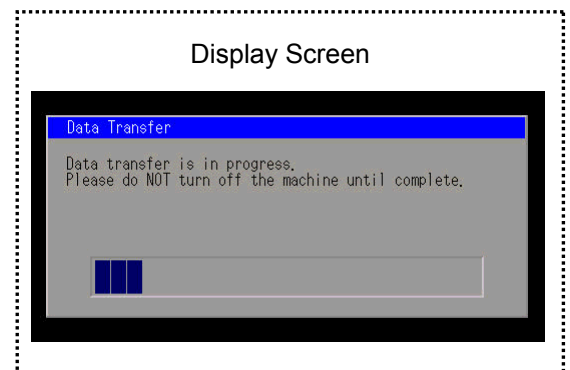 Display Screen
Data Transfer
Data transfer is in progress.
Please do NOT turn off the machine until complete.